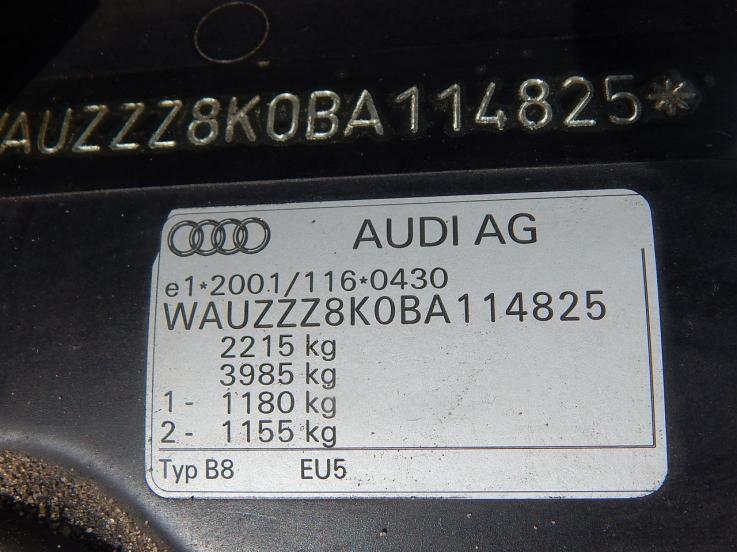 WAUZZZ8K0BA114825*
AUDI AG
e1*2001/116*0430
WAUZZZ8K0BA114825
2215 kg
3985 kg
1 - 1180 kg
2 - 1155 kg
Typ B8 EU5